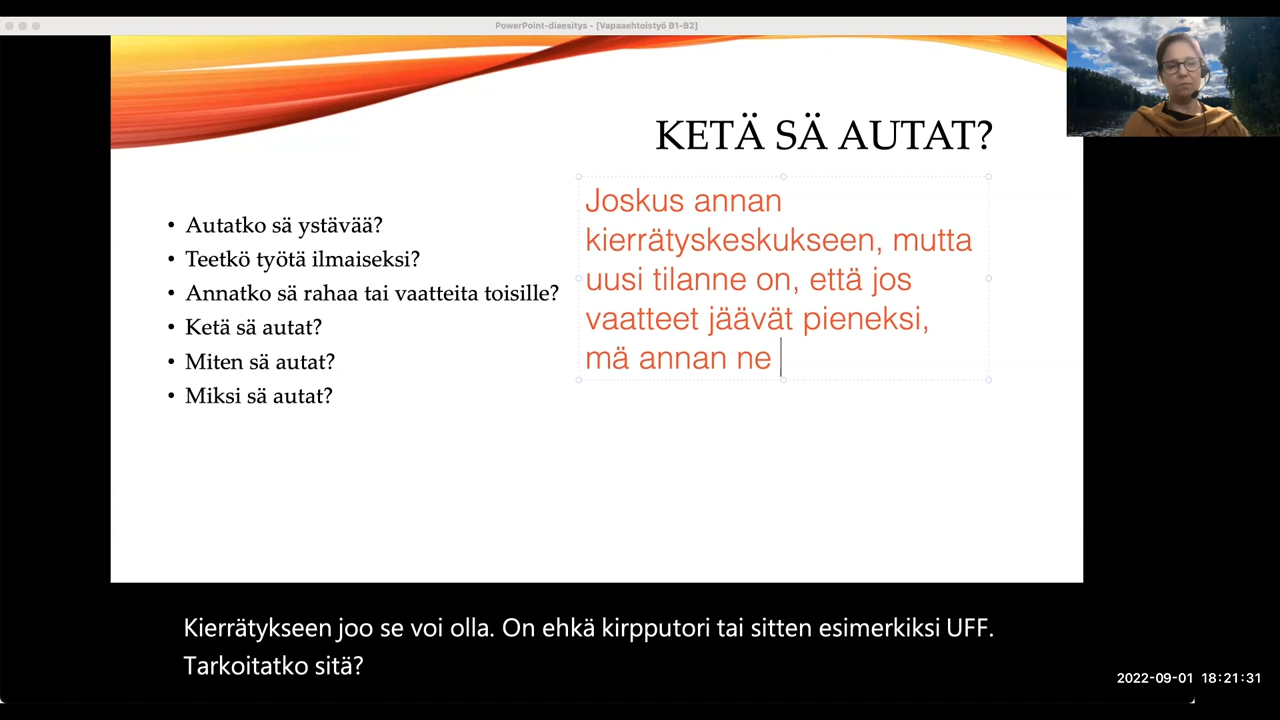 PowerPoint-diaesitys - [Vapaaehtoistyö B1-B2]
KETÄ SÄ AUTAT?
• Autatko sä ystävää?
• Teetkö työtä ilmaiseksi?
• Annatko sä rahaa tai vaatteita toisille?
• Ketä sä autat?
• Miten sä autat?
• Miksi sä autat?
Joskus annan
kierrätyskeskukseen, mutta
uusi tilanne on, että jos
vaatteet jäävät pieneksi,
mä annan ne
Kierrätykseen joo se voi olla. On ehkä kirpputori tai sitten esimerkiksi UFF.
Tarkoitatko sitä?
2022-09-01 18:21:31